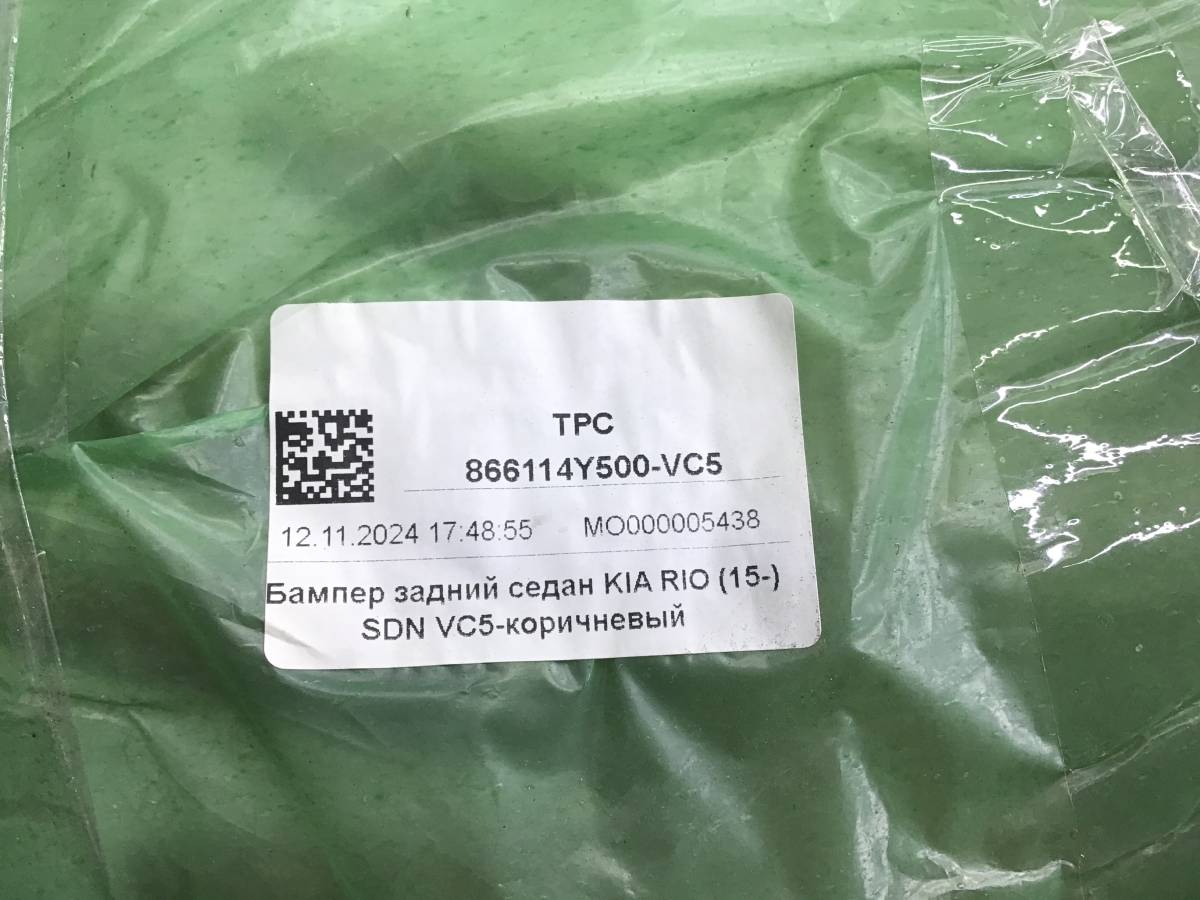 TPC
866114Y500-VC5
12.11.2024 17:48:55 MO000005438
Бампер задний седан KIA RIO (15-)
SDN VC5-коричневый